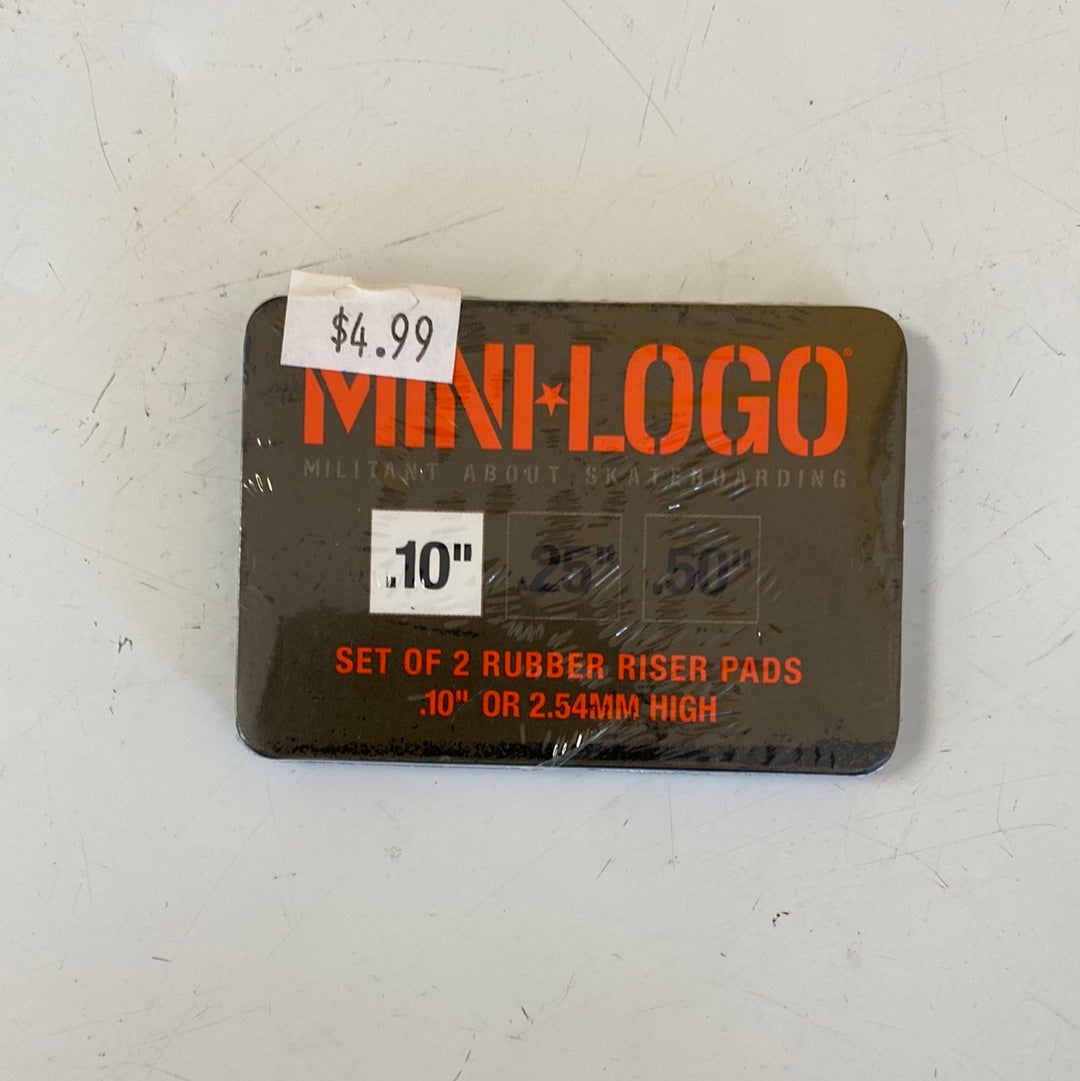 $4.99
MINI★LOGO®
MILITANT ABOUT SKATEBOARDING
.10" .25" .50"
SET OF 2 RUBBER RISER PADS
.10" OR 2.54MM HIGH